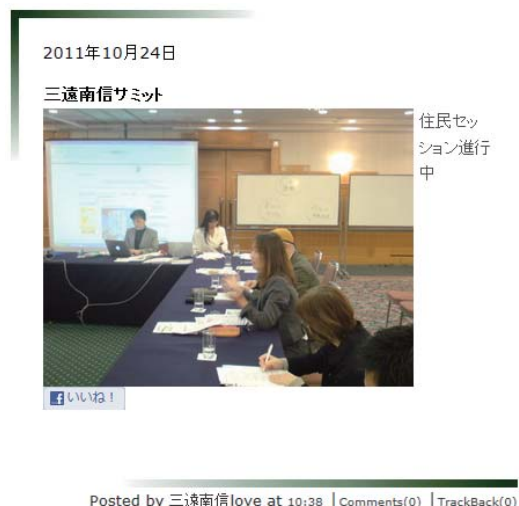 2011年10月24日
三遠南信サミット
住民セッ
ション進行
中
いいね！
Posted by 三遠南信love at 10:38 | Comments(0) | TrackBack(0)